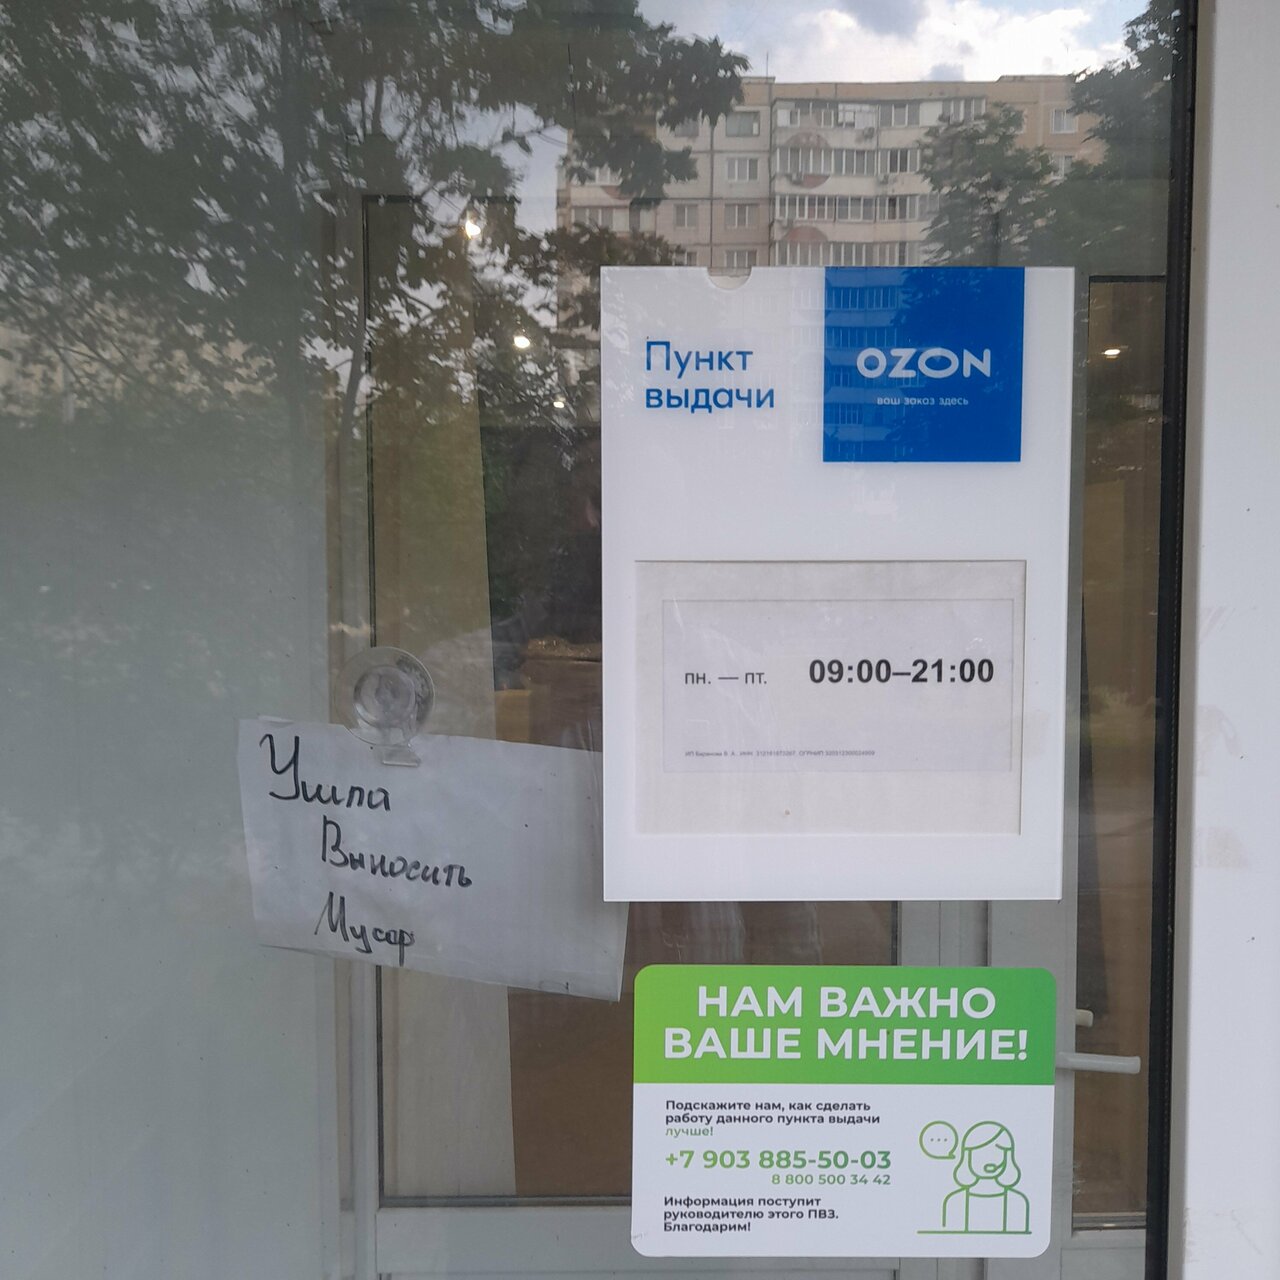 Пункт
выдачи
OZON
ваш заказ здесь
пн. — пт. 09:00–21:00
Ушла
Выносить
Мусор
НАМ ВАЖНО
ВАШЕ МНЕНИЕ!
Подскажите нам, как сделать
работу данного пункта выдачи
лучше!
+7 903 885-50-03
8 800 500 34 42
Информация поступит
руководителю этого ПВЗ.
Благодарим!